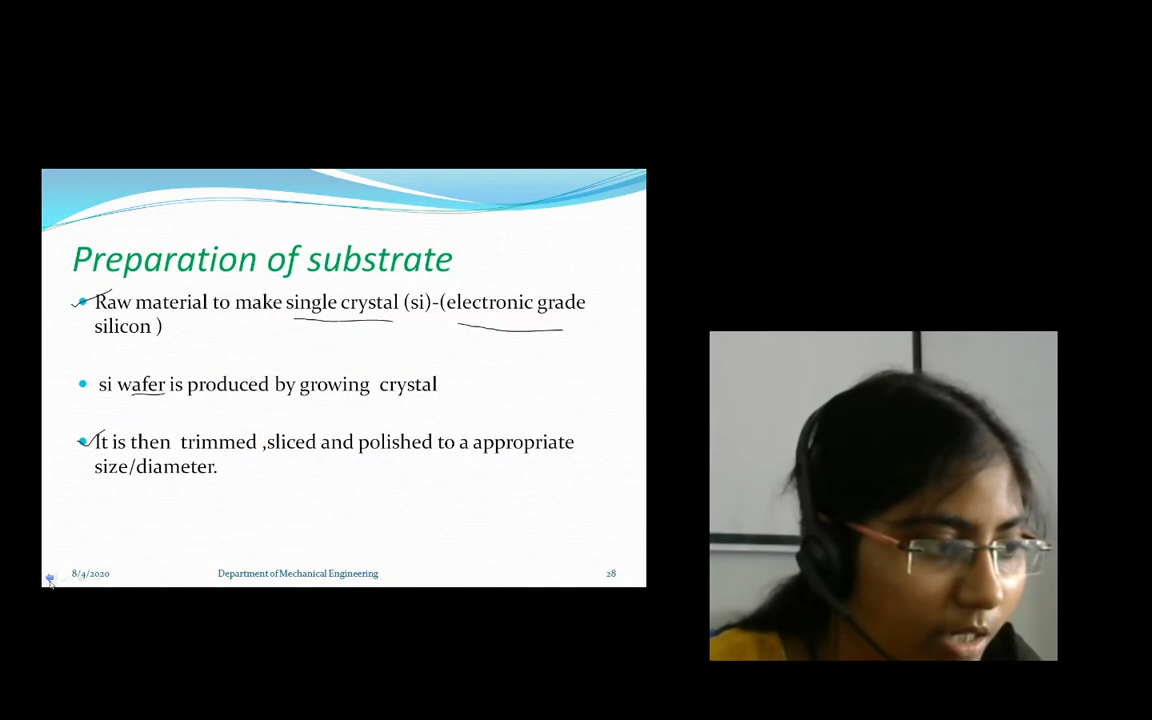 Preparation of substrate
Raw material to make single crystal (si)-(electronic grade
silicon )
si wafer is produced by growing crystal
It is then trimmed ,sliced and polished to a appropriate
size/diameter.
8/4/2020 Department of Mechanical Engineering 28